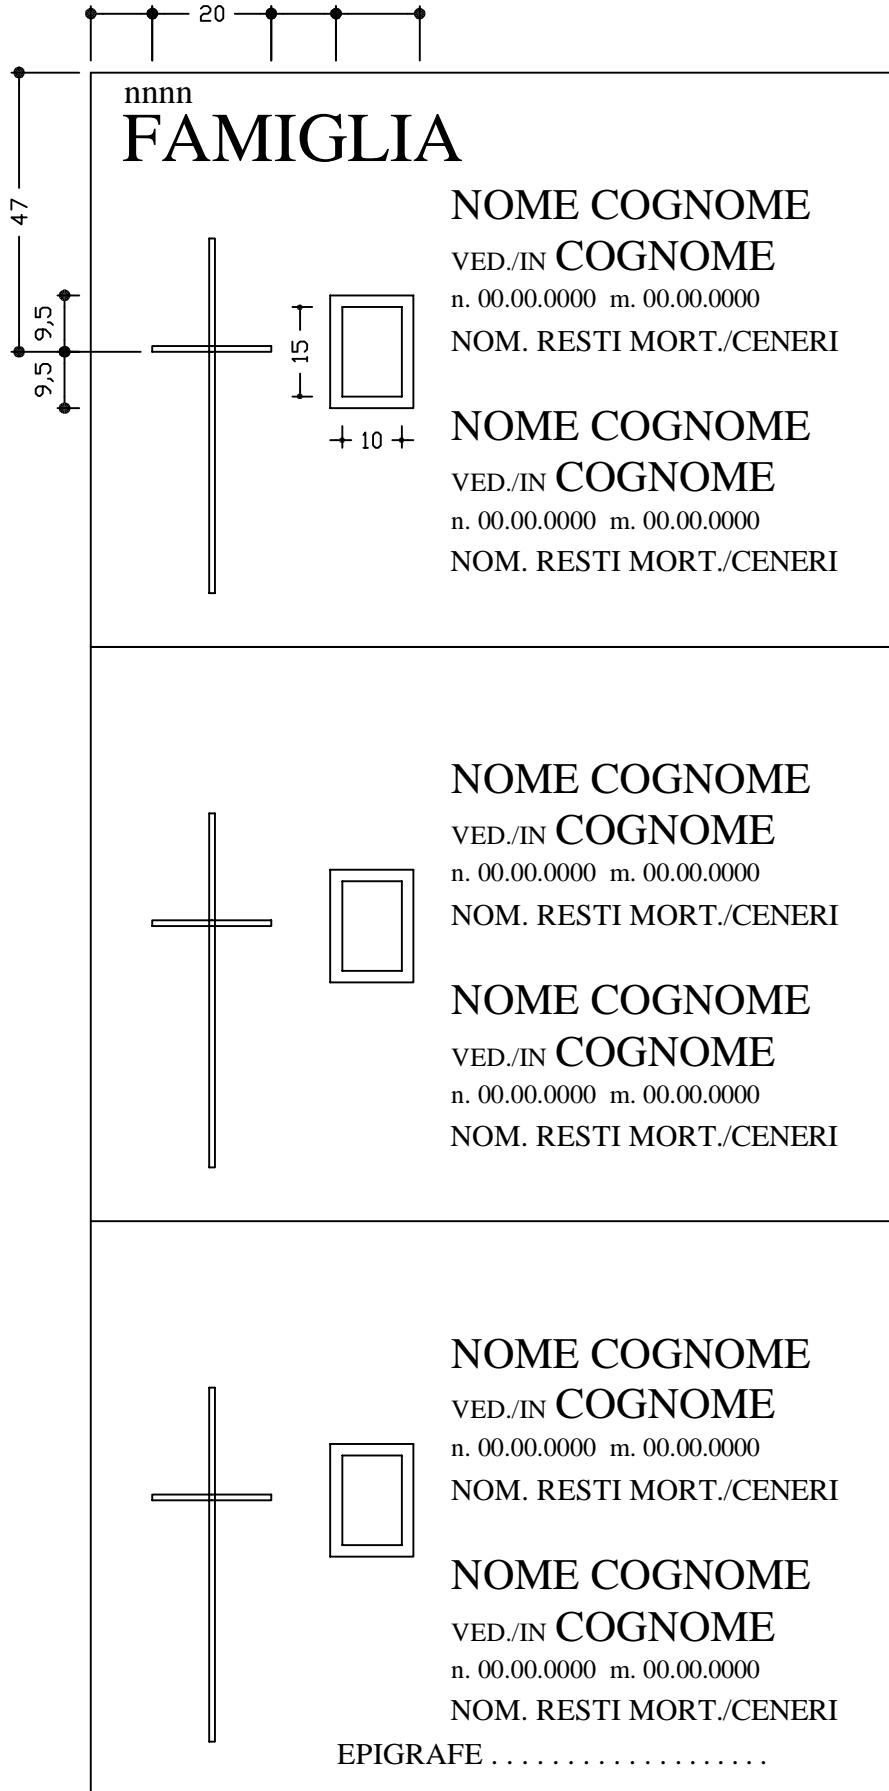 20
nnnn
FAMIGLIA
47
9,5
9,5
15
10
NOME COGNOME
VED./IN COGNOME
n. 00.00.0000 m. 00.00.0000
NOM. RESTI MORT./CENERI
NOME COGNOME
VED./IN COGNOME
n. 00.00.0000 m. 00.00.0000
NOM. RESTI MORT./CENERI
NOME COGNOME
VED./IN COGNOME
n. 00.00.0000 m. 00.00.0000
NOM. RESTI MORT./CENERI
NOME COGNOME
VED./IN COGNOME
n. 00.00.0000 m. 00.00.0000
NOM. RESTI MORT./CENERI
NOME COGNOME
VED./IN COGNOME
n. 00.00.0000 m. 00.00.0000
NOM. RESTI MORT./CENERI
NOME COGNOME
VED./IN COGNOME
n. 00.00.0000 m. 00.00.0000
NOM. RESTI MORT./CENERI
EPIGRAFE . . . . . . . . . . . . . . . . . . .